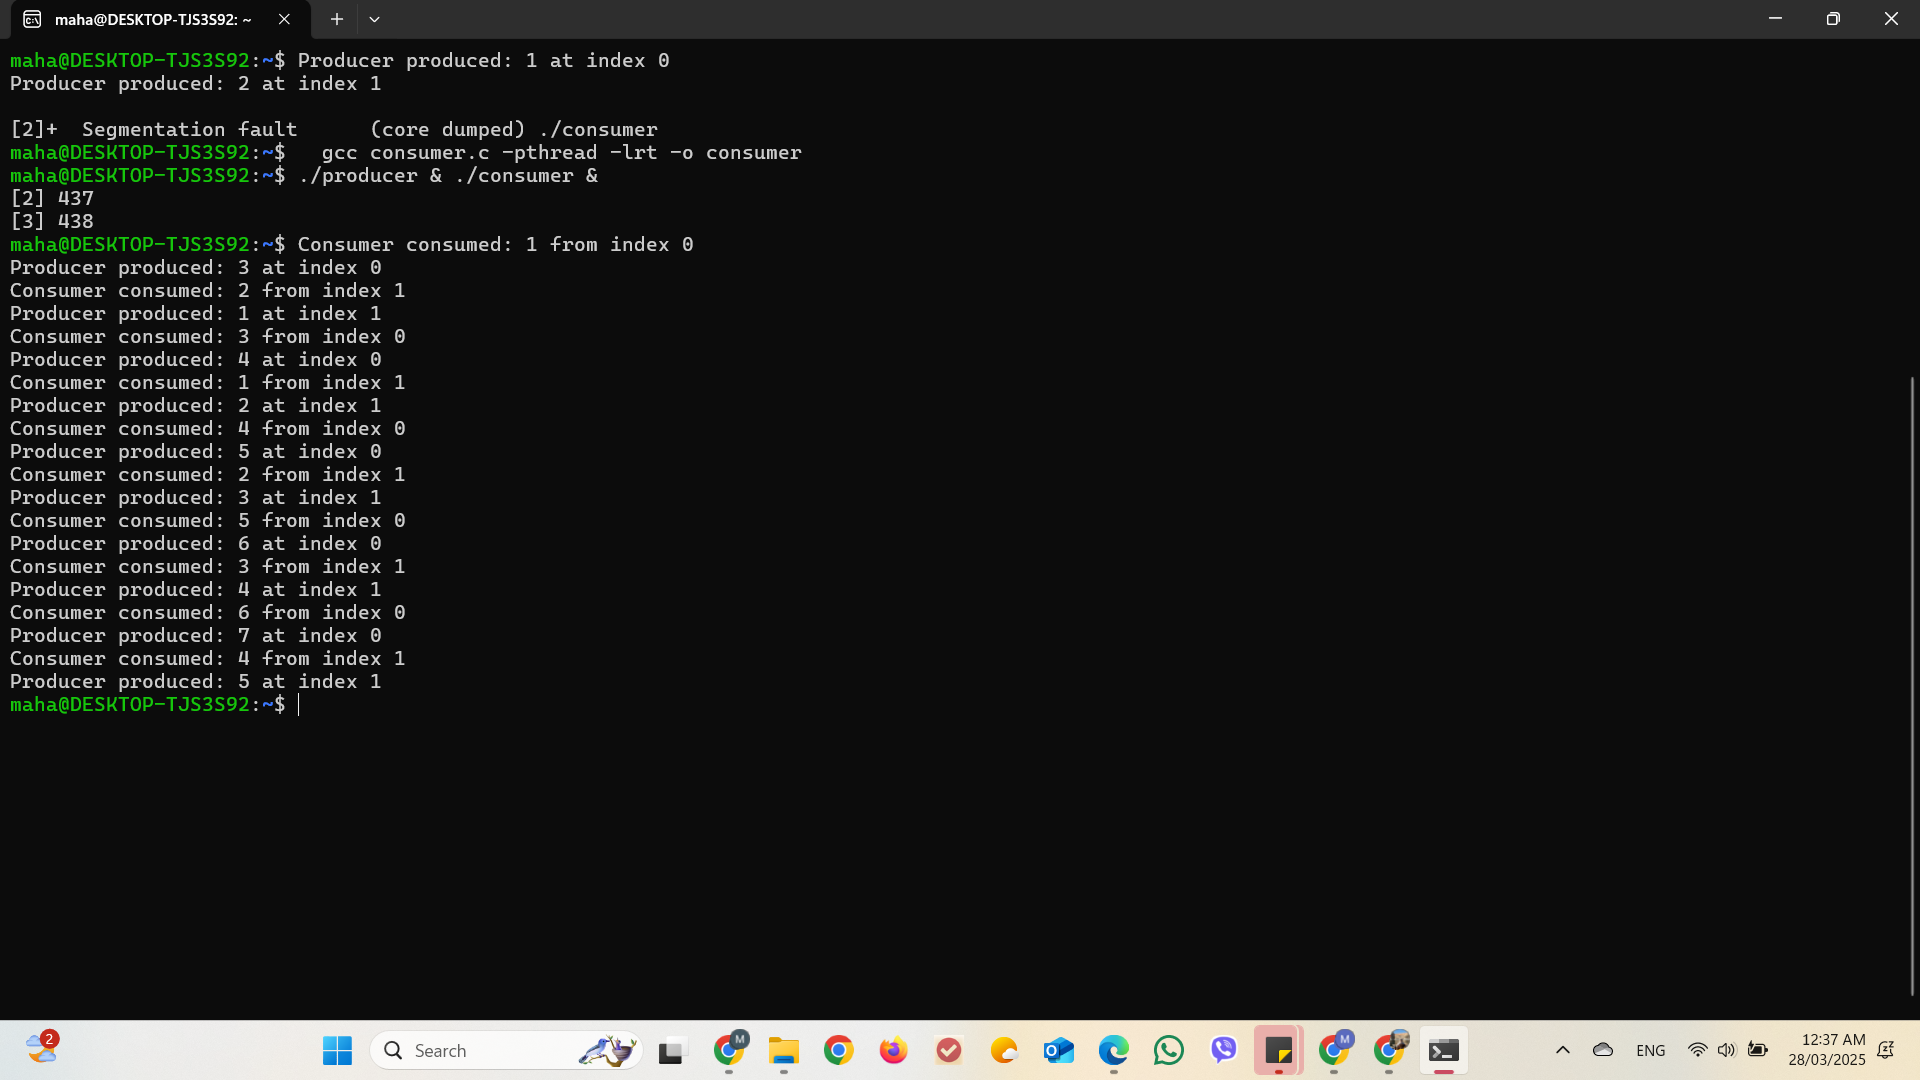 maha@DESKTOP-TJS3S92: ~
maha@DESKTOP-TJS3S92:~$ Producer produced: 1 at index 0
Producer produced: 2 at index 1
[2]+  Segmentation fault      (core dumped) ./consumer
maha@DESKTOP-TJS3S92:~$   gcc consumer.c -pthread -lrt -o consumer
maha@DESKTOP-TJS3S92:~$ ./producer & ./consumer &
[2] 437
[3] 438
maha@DESKTOP-TJS3S92:~$ Consumer consumed: 1 from index 0
Producer produced: 3 at index 0
Consumer consumed: 2 from index 1
Producer produced: 1 at index 1
Consumer consumed: 3 from index 0
Producer produced: 4 at index 0
Consumer consumed: 1 from index 1
Producer produced: 2 at index 1
Consumer consumed: 4 from index 0
Producer produced: 5 at index 0
Consumer consumed: 2 from index 1
Producer produced: 3 at index 1
Consumer consumed: 5 from index 0
Producer produced: 6 at index 0
Consumer consumed: 3 from index 1
Producer produced: 4 at index 1
Consumer consumed: 6 from index 0
Producer produced: 7 at index 0
Consumer consumed: 4 from index 1
Producer produced: 5 at index 1
maha@DESKTOP-TJS3S92:~$
2
Search
M
M
ENG
12:37 AM
28/03/2025